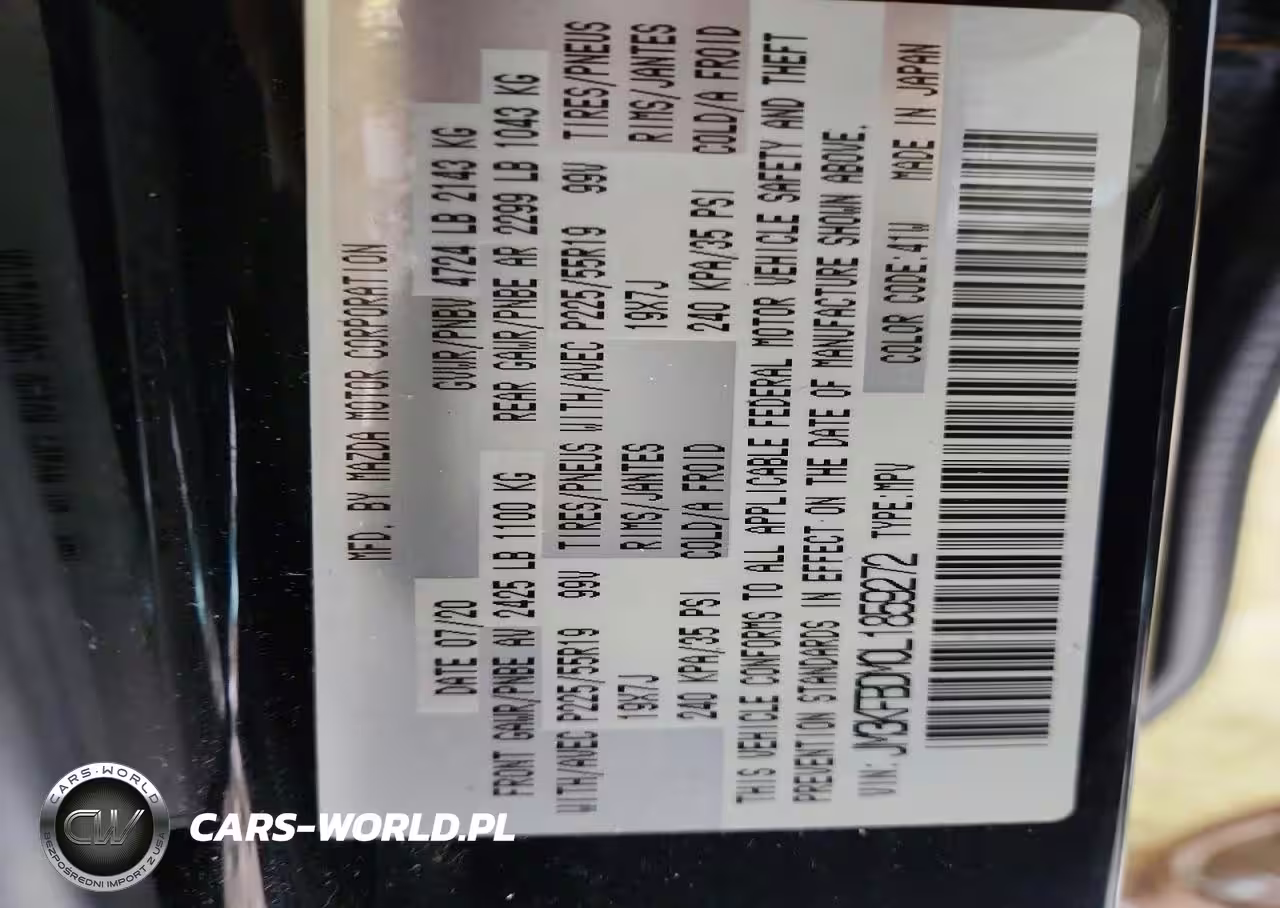 MFD. BY MAZDA MOTOR CORPORATION
DATE 07/20 GVWR/PNBV 4724 LB 2143 KG
FRONT GAWR/PNBE AV 2425 LB 1100 KG REAR GAWR/PNBE AR 2299 LB 1043 KG
WITH/AVEC P225/55R19 99V TIRES/PNEUS WITH/AVEC P225/55R19 99V TIRES/PNEUS
19X7J RIMS/JANTES 19X7J RIMS/JANTES
240 KPA/35 PSI COLD/A FROID 240 KPA/35 PSI COLD/A FROID
THIS VEHICLE CONFORMS TO ALL APPLICABLE FEDERAL MOTOR VEHICLE SAFETY AND THEFT
PREVENTION STANDARDS IN EFFECT ON THE DATE OF MANUFACTURE SHOWN ABOVE.
VIN: JM3KFBDM0L1859272 TYPE:MPV COLOR CODE:41W MADE IN JAPAN
CARS-WORLD
CW
BEZPOŚREDNI IMPORT Z USA
CARS-WORLD.PL